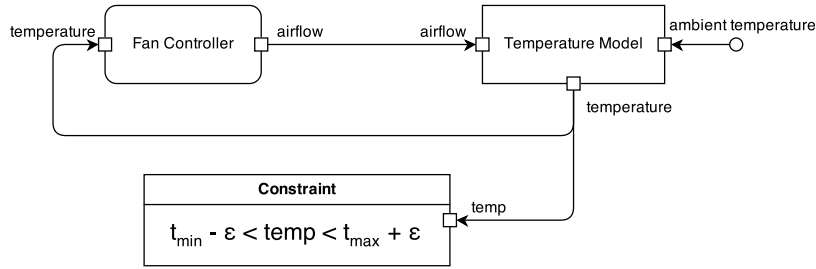 temperature
Fan Controller
airflow
airflow
Temperature Model
ambient temperature
temperature
Constraint
temp
t_min - ε < temp < t_max + ε